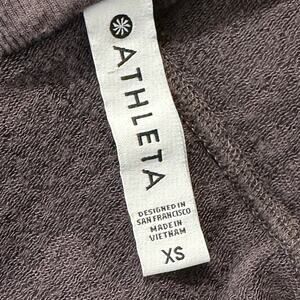 ATHLETA
DESIGNED IN
SAN FRANCISCO
MADE IN
VIETNAM
XS